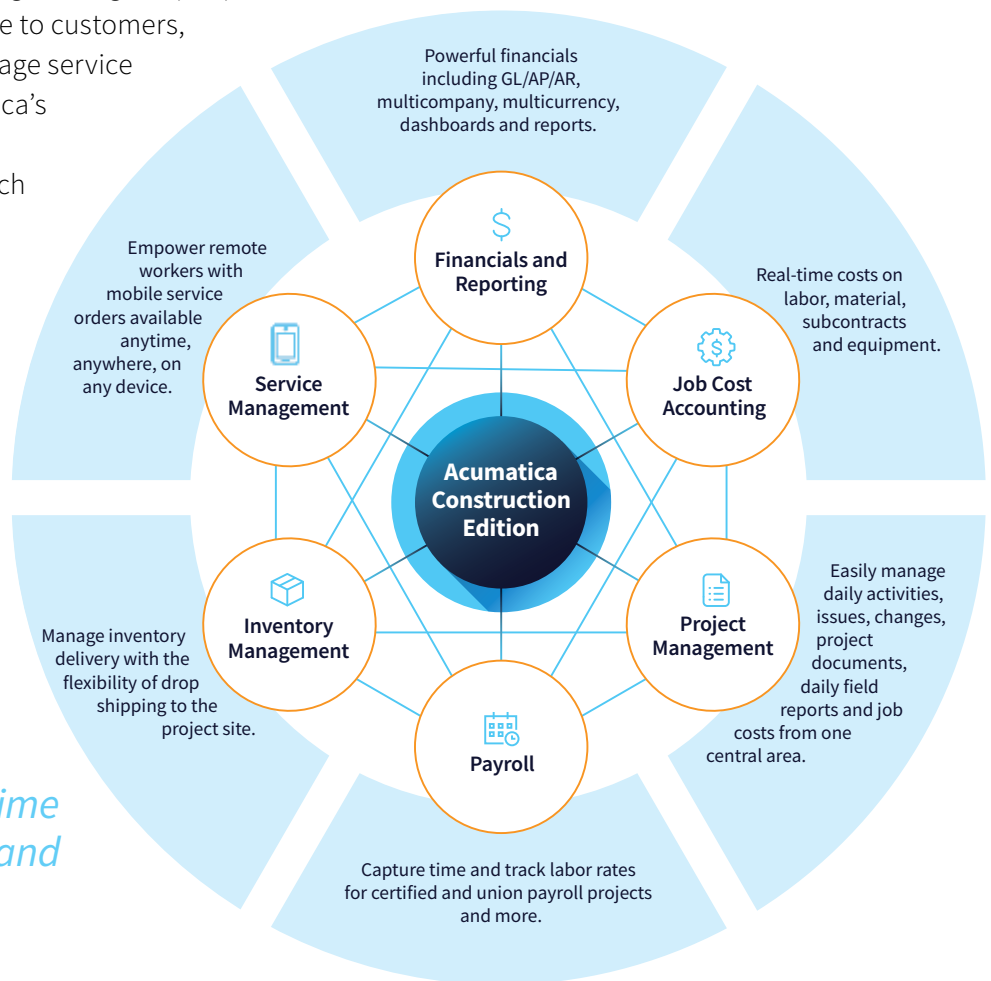 e to customers,
age service
ca's
ch
Powerful financials
including GL/AP/AR,
multicompany, multicurrency,
dashboards and reports.
Financials and
Reporting
Real-time costs on
labor, material,
subcontracts
and equipment.
Job Cost
Accounting
Easily manage
daily activities,
issues, changes,
project
documents,
daily field
reports and job
costs from one
central area.
Project
Management
Capture time and track labor rates
for certified and union payroll projects
and more.
Payroll
Manage inventory
delivery with the
flexibility of drop
shipping to the
project site.
Inventory
Management
Empower remote
workers with
mobile service
orders available
anytime,
anywhere, on
any device.
Service
Management
Acumatica
Construction
Edition
ime
and